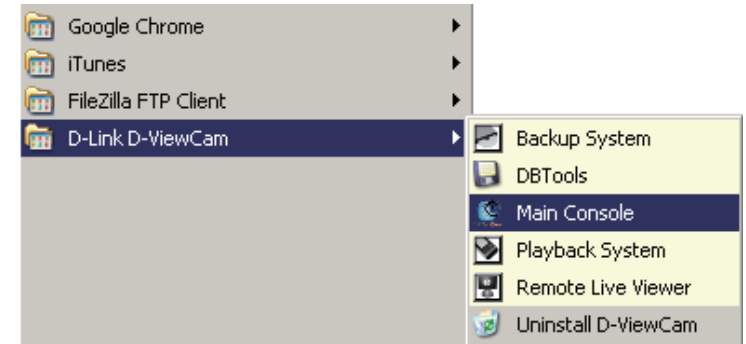 Google Chrome
iTunes
FileZilla FTP Client
D-Link D-ViewCam
Backup System
DBTools
Main Console
Playback System
Remote Live Viewer
Uninstall D-ViewCam